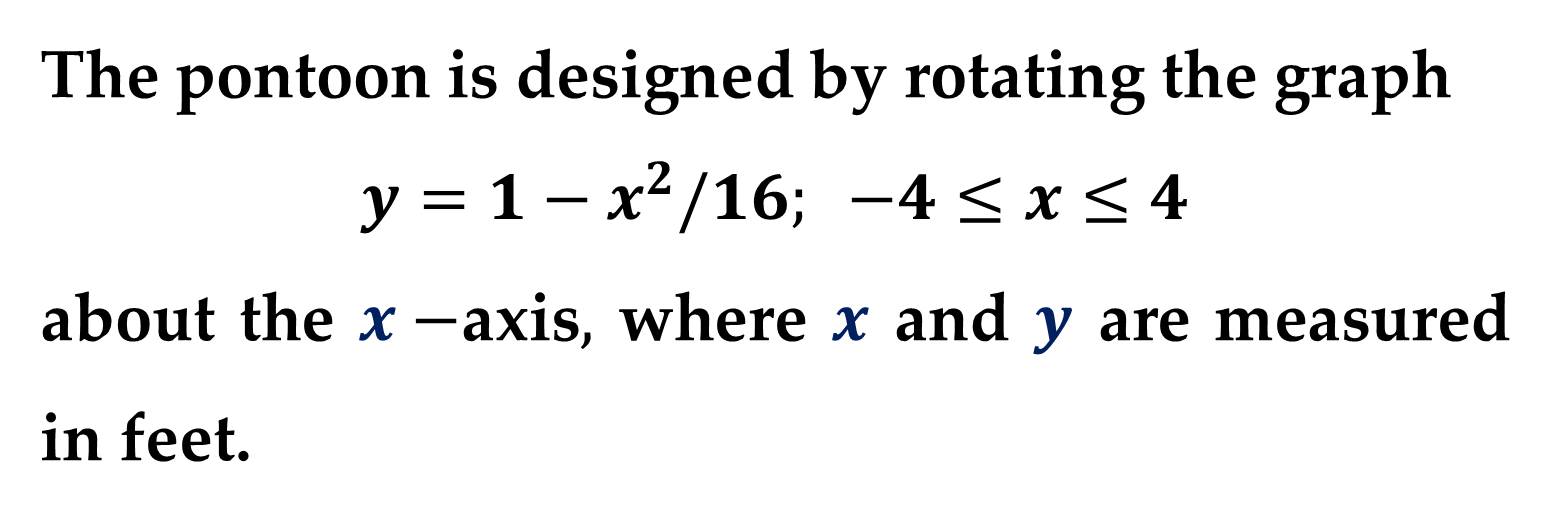 The pontoon is designed by rotating the graph
y = 1 − x²/16; −4 ≤ x ≤ 4
about the x −axis, where x and y are measured
in feet.